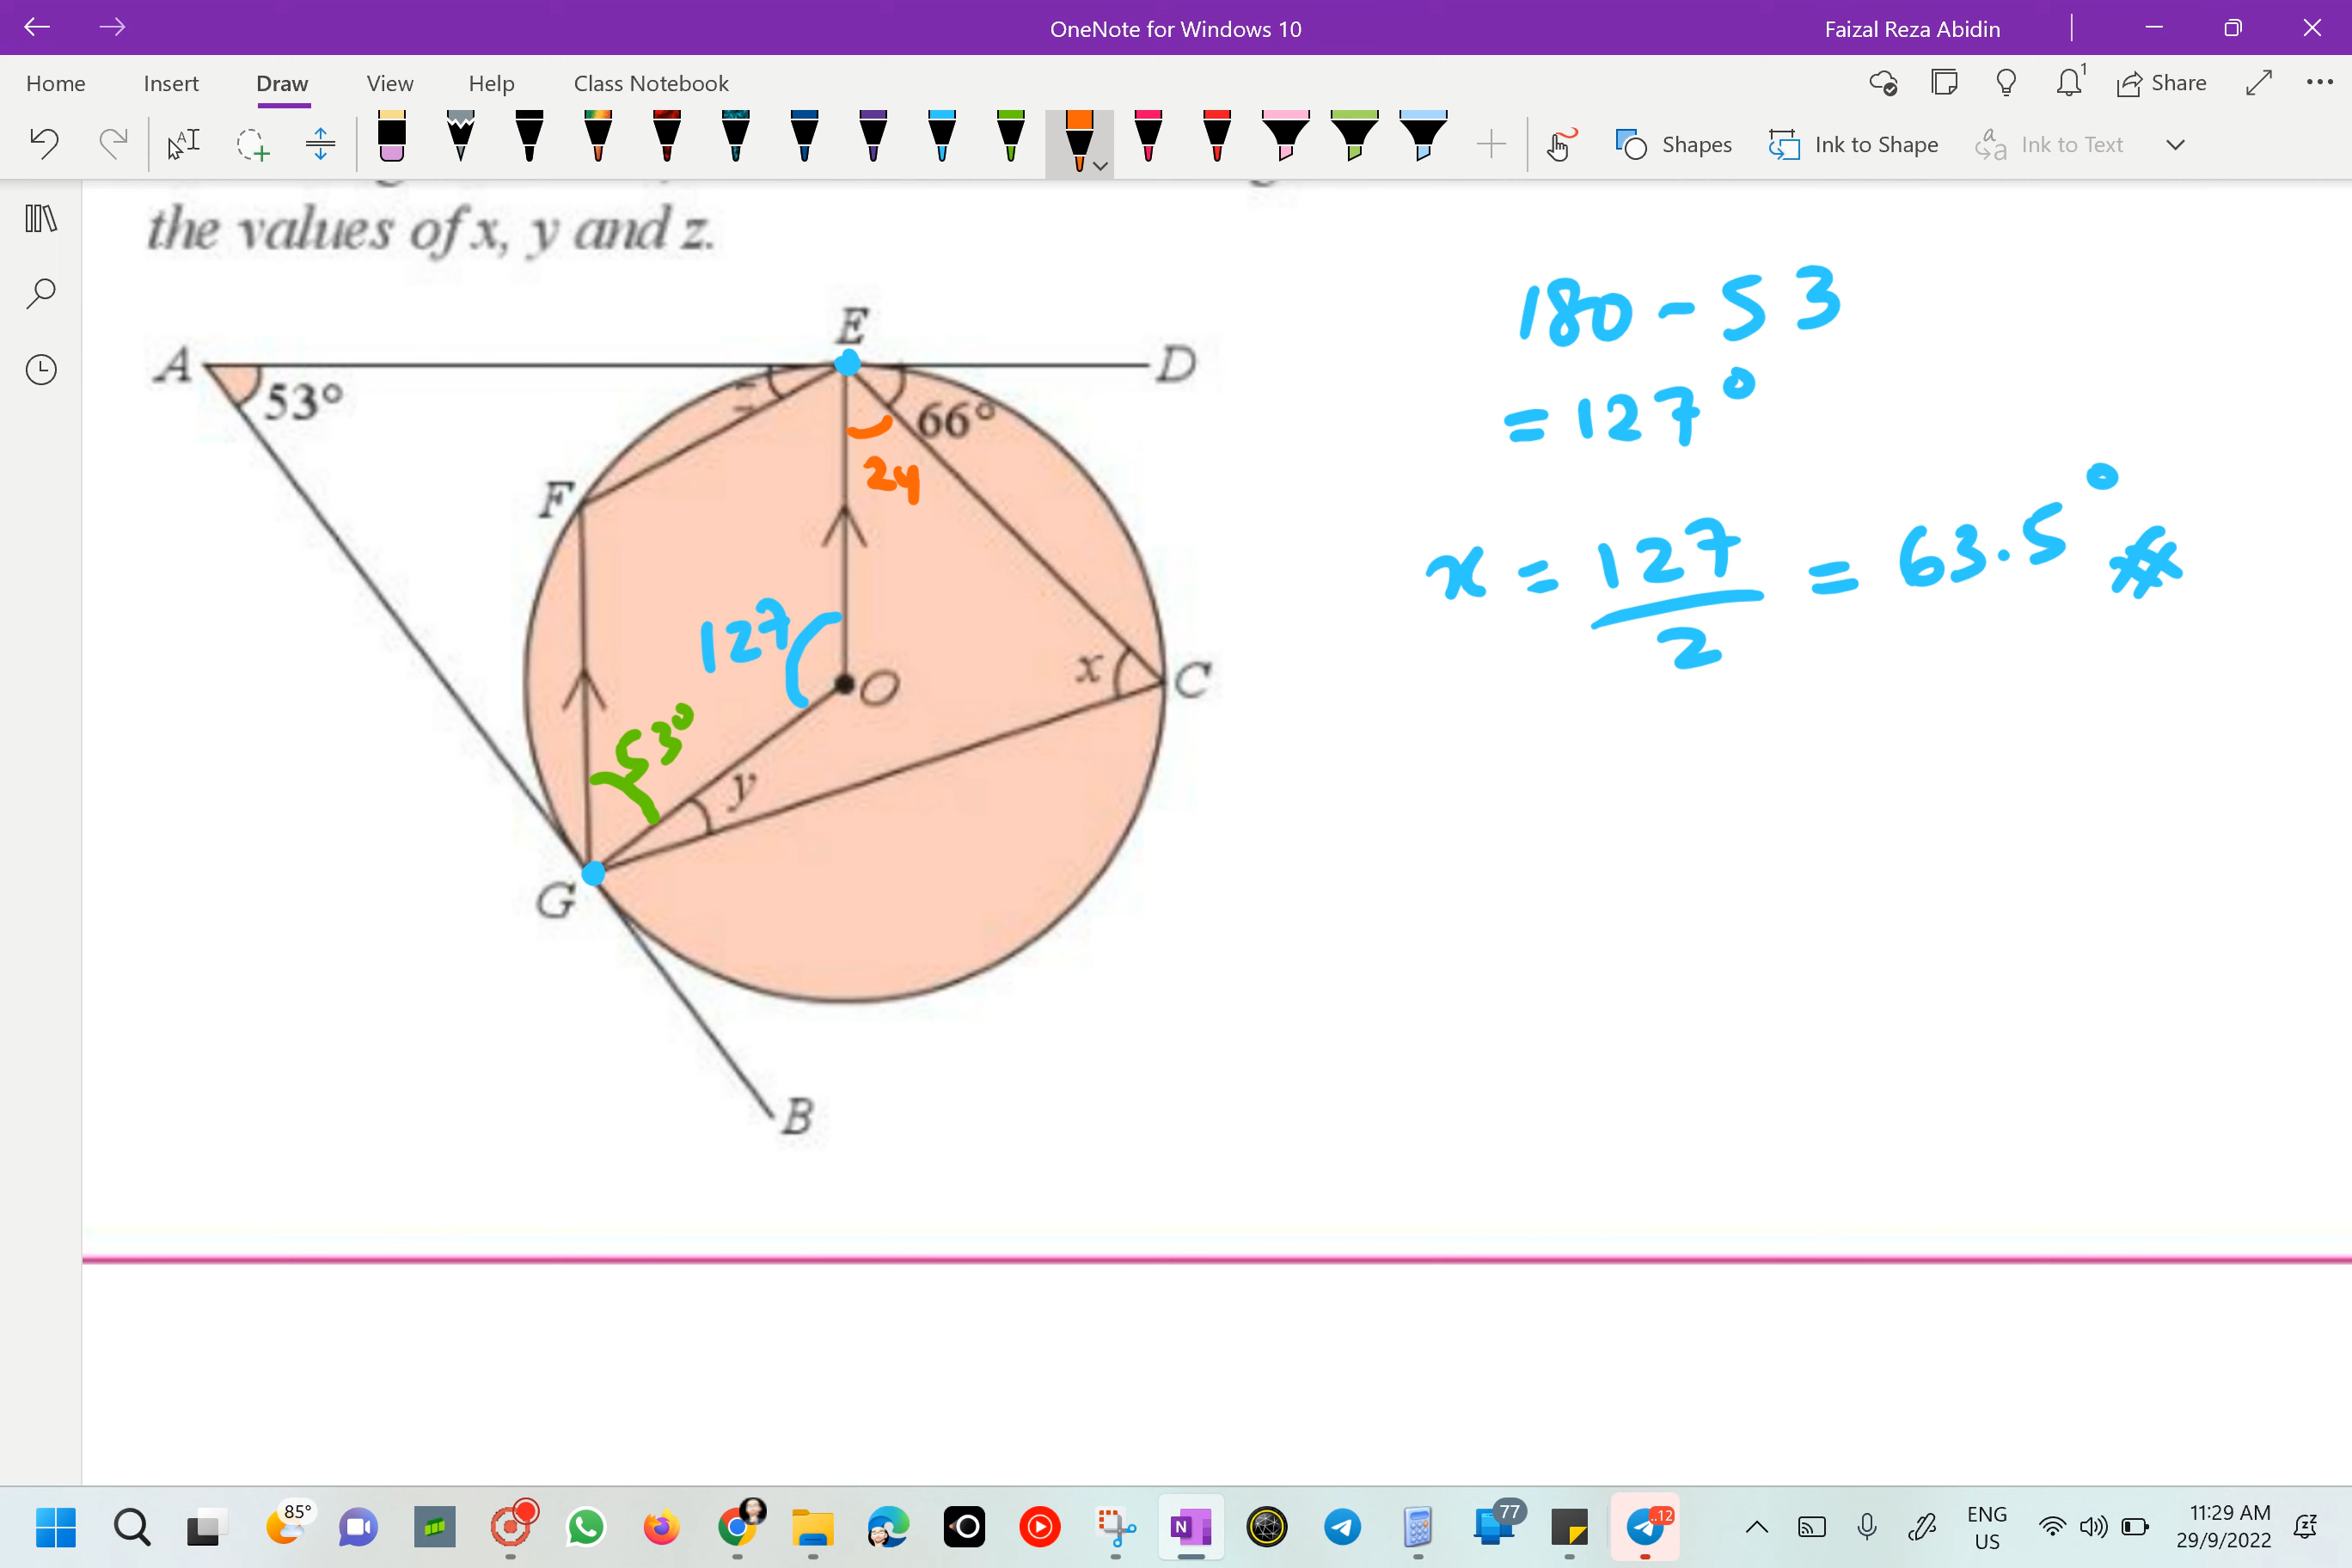 OneNote for Windows 10
Faizal Reza Abidin
Home Insert Draw View Help Class Notebook
1
Share
Shapes
Ink to Shape
Ink to Text
the values of x, y and z.
180 - 53
= 127°
x = 127/2 = 63.5° #
E
A
D
53°
66°
z
24
F
127
O
x
C
53°
y
G
B
85°
77
..12
ENG
US
11:29 AM
29/9/2022